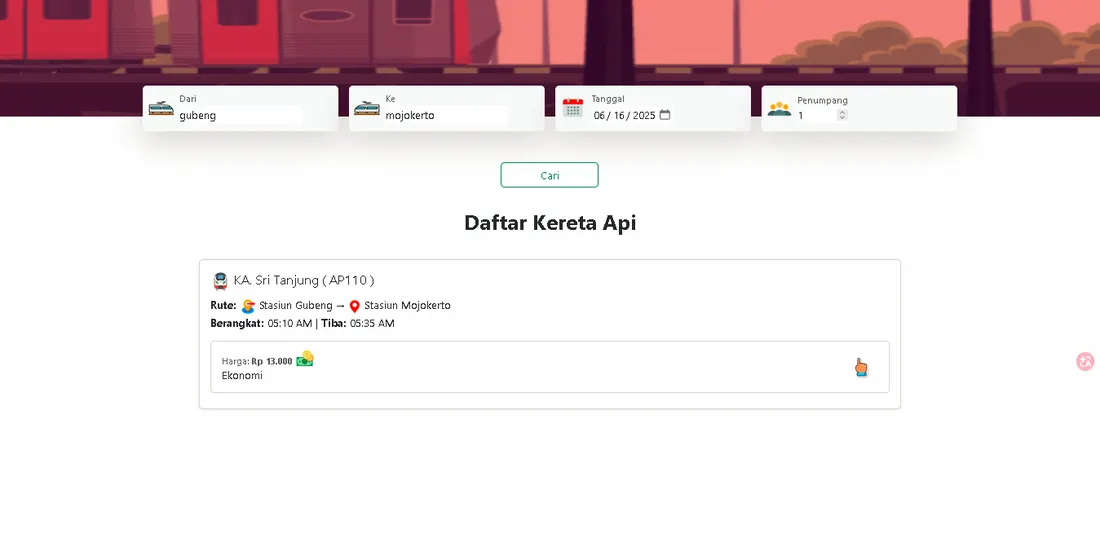 Dari
gubeng
Ke
mojokerto
Tanggal
06/16/2025
Penumpang
1
Cari
Daftar Kereta Api
KA. Sri Tanjung ( AP110 )
Rute: Stasiun Gubeng → Stasiun Mojokerto
Berangkat: 05:10 AM | Tiba: 05:35 AM
Harga: Rp 13.000
Ekonomi